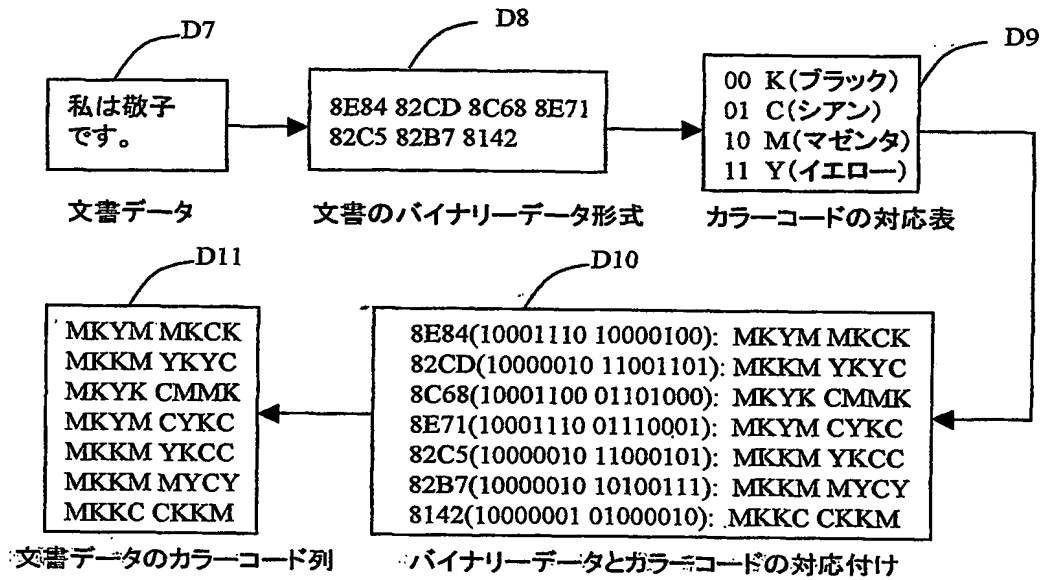 D7
D8
D9
私は敬子
です。
8E84 82CD 8C68 8E71
82C5 82B7 8142
00 K(ブラック)
01 C(シアン)
10 M(マゼンタ)
11 Y(イエロー)
文書データ
文書のバイナリーデータ形式
カラーコードの対応表
D11
D10
MKYM MKCK
MKKM YKYC
MKYK CMMK
MKYM CYKC
MKKM YKCC
MKKM MYCY
MKKC CKKM
8E84(10001110 10000100): MKYM MKCK
82CD(10000010 11001101): MKKM YKYC
8C68(10001100 01101000): MKYK CMMK
8E71(10001110 01110001): MKYM CYKC
82C5(10000010 11000101): MKKM YKCC
82B7(10000010 10100111): MKKM MYCY
8142(10000001 01000010): MKKC CKKM
文書データのカラーコード列
バイナリーデータとカラーコードの対応付け